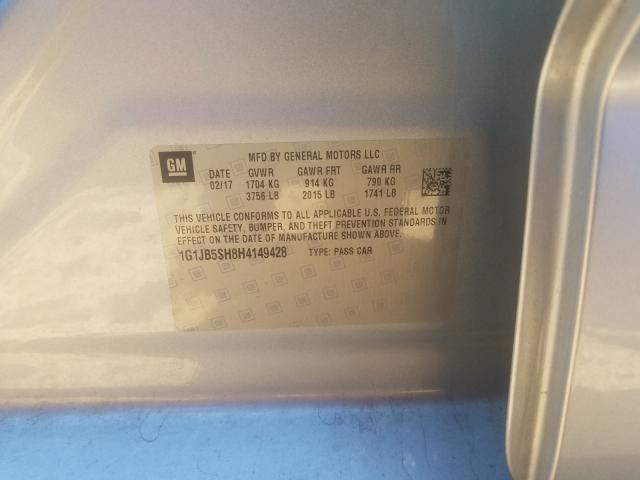 GM
MFD BY GENERAL MOTORS LLC
DATE GVWR GAWR FRT GAWR RR
02/17 1704 KG 914 KG 790 KG
3756 LB 2015 LB 1741 LB
THIS VEHICLE CONFORMS TO ALL APPLICABLE U.S. FEDERAL MOTOR
VEHICLE SAFETY, BUMPER, AND THEFT PREVENTION STANDARDS IN
EFFECT ON THE DATE OF MANUFACTURE SHOWN ABOVE.
1G1JB5SH8H4149428 TYPE: PASS CAR